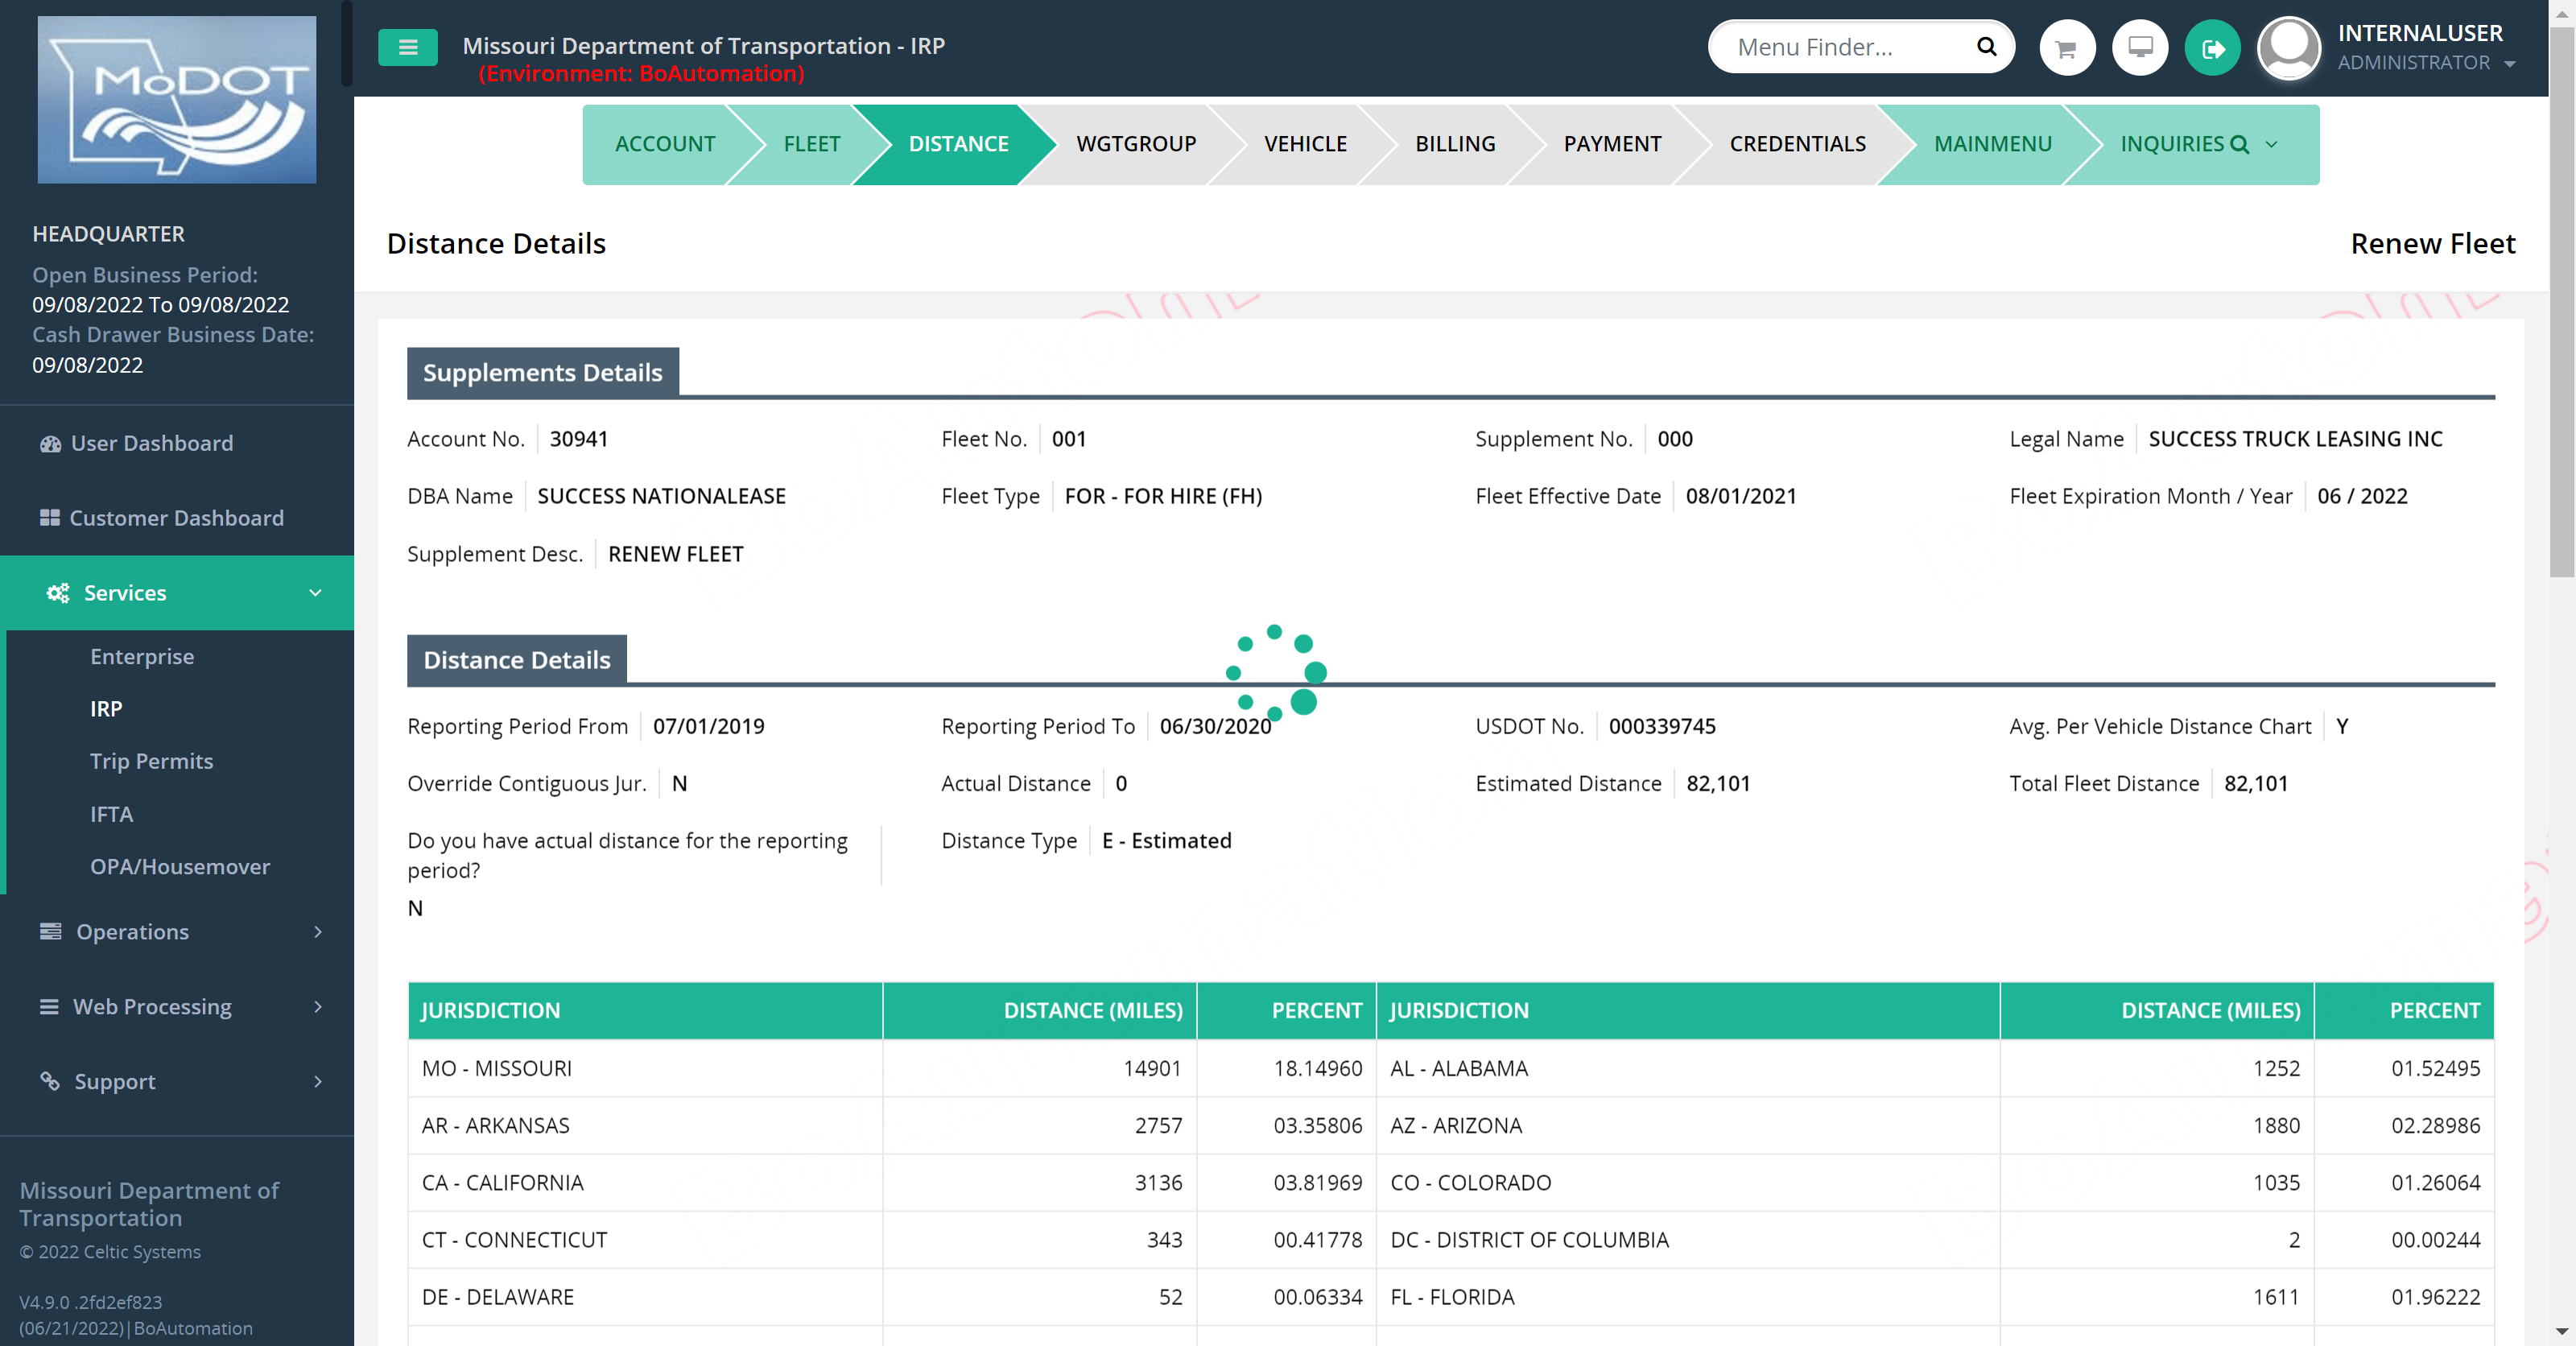 MoDOT
HEADQUARTER
Open Business Period:
09/08/2022 To 09/08/2022
Cash Drawer Business Date:
09/08/2022
User Dashboard
Customer Dashboard
Services
Enterprise
IRP
Trip Permits
IFTA
OPA/Housemover
Operations
Web Processing
Support
Missouri Department of
Transportation
© 2022 Celtic Systems
V4.9.0 .2fd2ef823
(06/21/2022)|BoAutomation
Missouri Department of Transportation - IRP
(Environment: BoAutomation)
Menu Finder...
INTERNALUSER
ADMINISTRATOR
ACCOUNT FLEET DISTANCE WGTGROUP VEHICLE BILLING PAYMENT CREDENTIALS MAINMENU INQUIRIES
Distance Details Renew Fleet
Supplements Details
Account No. 30941 Fleet No. 001 Supplement No. 000 Legal Name SUCCESS TRUCK LEASING INC
DBA Name SUCCESS NATIONALEASE Fleet Type FOR - FOR HIRE (FH) Fleet Effective Date 08/01/2021 Fleet Expiration Month / Year 06 / 2022
Supplement Desc. RENEW FLEET
Distance Details
Reporting Period From 07/01/2019 Reporting Period To 06/30/2020 USDOT No. 000339745 Avg. Per Vehicle Distance Chart Y
Override Contiguous Jur. N Actual Distance 0 Estimated Distance 82,101 Total Fleet Distance 82,101
Do you have actual distance for the reporting Distance Type E - Estimated
period?
N
JURISDICTION DISTANCE (MILES) PERCENT JURISDICTION DISTANCE (MILES) PERCENT
MO - MISSOURI 14901 18.14960 AL - ALABAMA 1252 01.52495
AR - ARKANSAS 2757 03.35806 AZ - ARIZONA 1880 02.28986
CA - CALIFORNIA 3136 03.81969 CO - COLORADO 1035 01.26064
CT - CONNECTICUT 343 00.41778 DC - DISTRICT OF COLUMBIA 2 00.00244
DE - DELAWARE 52 00.06334 FL - FLORIDA 1611 01.96222